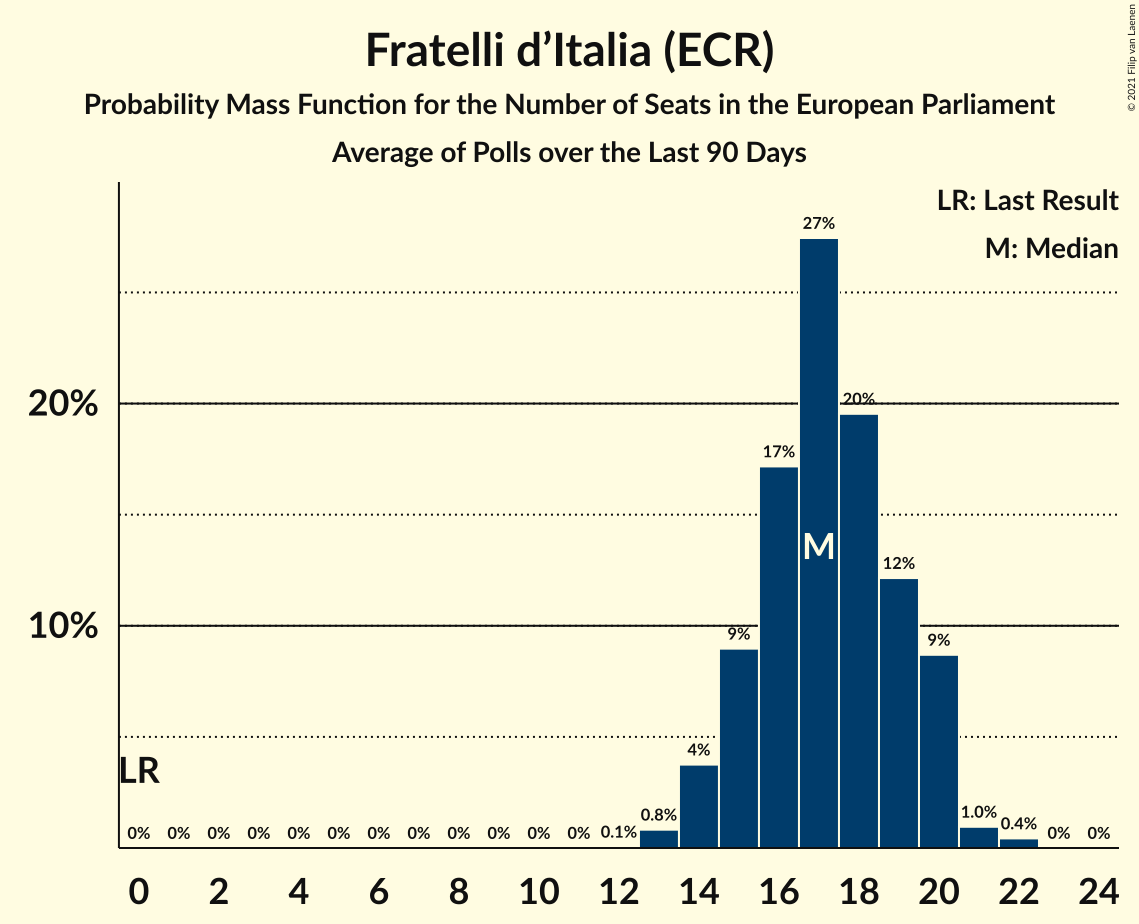 Fratelli d’Italia (ECR)
Probability Mass Function for the Number of Seats in the European Parliament
Average of Polls over the Last 90 Days
© 2021 Filip van Laenen
LR: Last Result
M: Median
27%
20%
20%
17%
M
12%
10%
9%
9%
4%
LR
0% 0% 0% 0% 0% 0% 0% 0% 0% 0% 0% 0% 0.1% 0.8% 1.0% 0.4% 0% 0%
0 2 4 6 8 10 12 14 16 18 20 22 24